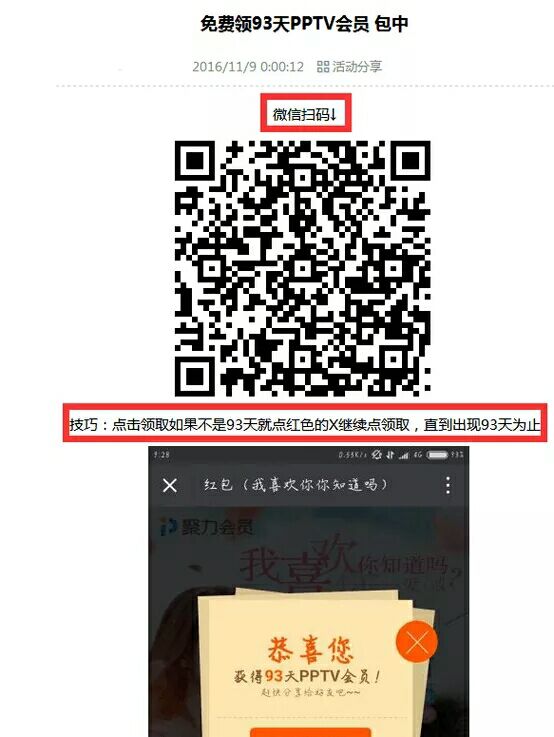 免费领93天PPTV会员 包中
2016/11/9 0:00:12 活动分享
微信扫码↓
技巧：点击领取如果不是93天就点红色的X继续点领取，直到出现93天为止
9:28 0.53K/s 4G 93%
红包（我喜欢你你知道吗）
聚力会员
我喜欢你知道吗
恭喜您
获得93天PPTV会员！
赶快分享给好友吧~~